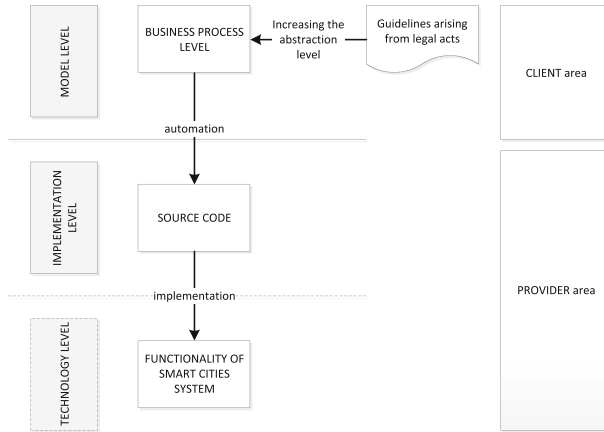 MODEL LEVEL
BUSINESS PROCESS
LEVEL
Increasing the
abstraction
level
Guidelines arising
from legal acts
CLIENT area
automation
IMPLEMENTATION
LEVEL
SOURCE CODE
PROVIDER area
implementation
TECHNOLOGY LEVEL
FUNCTIONALITY OF
SMART CITIES
SYSTEM